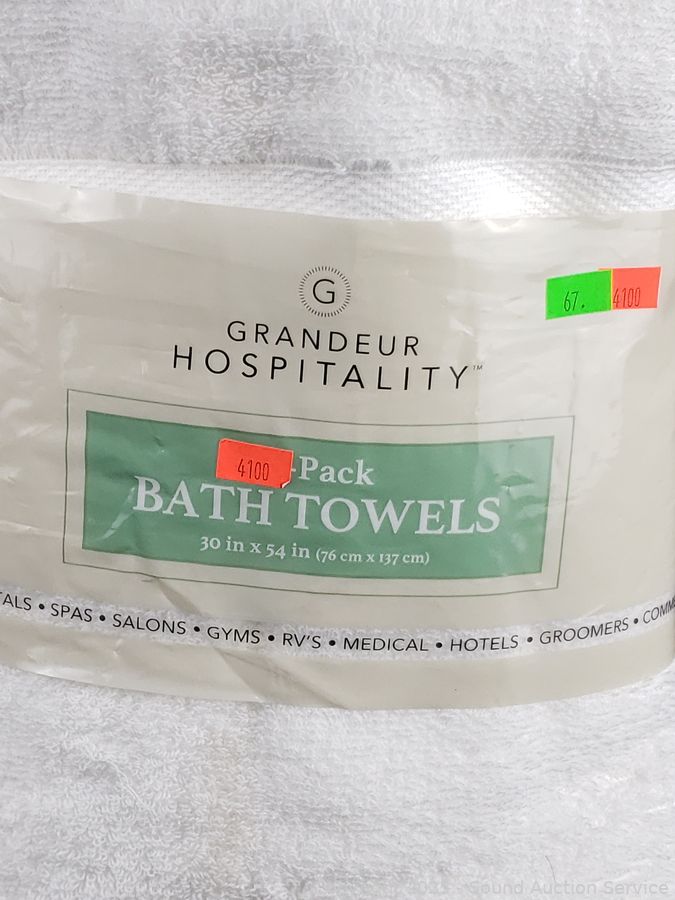 G
GRANDEUR
HOSPITALITY™
67. 4100
4100 -Pack
BATH TOWELS
30 in x 54 in (76 cm x 137 cm)
TALS • SPAS • SALONS • GYMS • RV'S • MEDICAL • HOTELS • GROOMERS • COMM
Sound Auction Service